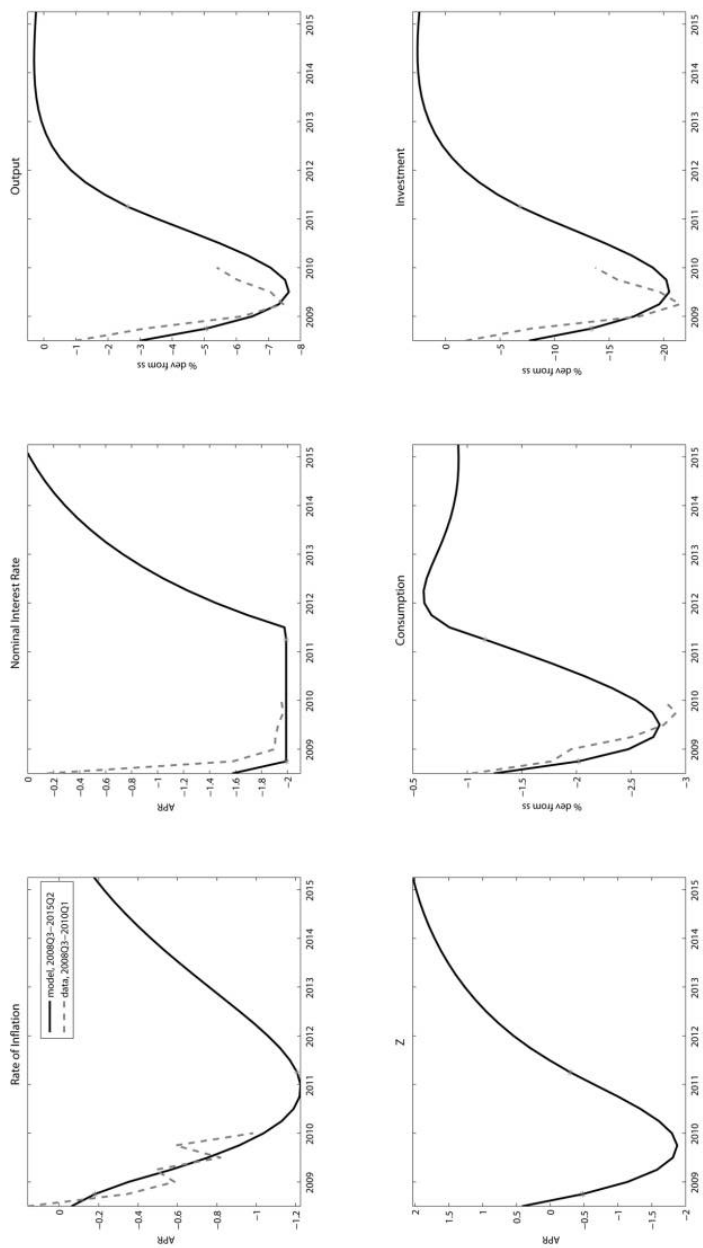 Rate of Inflation
model, 2008Q3−2015Q2
data, 2008Q3−2010Q1
APR
0
−0.2
−0.4
−0.6
−0.8
−1
−1.2
2009 2010 2011 2012 2013 2014 2015
Nominal Interest Rate
APR
0
−0.2
−0.4
−0.6
−0.8
−1
−1.2
−1.4
−1.6
−1.8
−2
2009 2010 2011 2012 2013 2014 2015
Output
% dev from ss
0
−1
−2
−3
−4
−5
−6
−7
−8
2009 2010 2011 2012 2013 2014 2015
Z
APR
2
1.5
1
0.5
0
−0.5
−1
−1.5
−2
2009 2010 2011 2012 2013 2014 2015
Consumption
% dev from ss
−.5
−1
−1.5
−2
−2.5
−3
2009 2010 2011 2012 2013 2014 2015
Investment
% dev from ss
0
−5
−10
−15
−20
2009 2010 2011 2012 2013 2014 2015